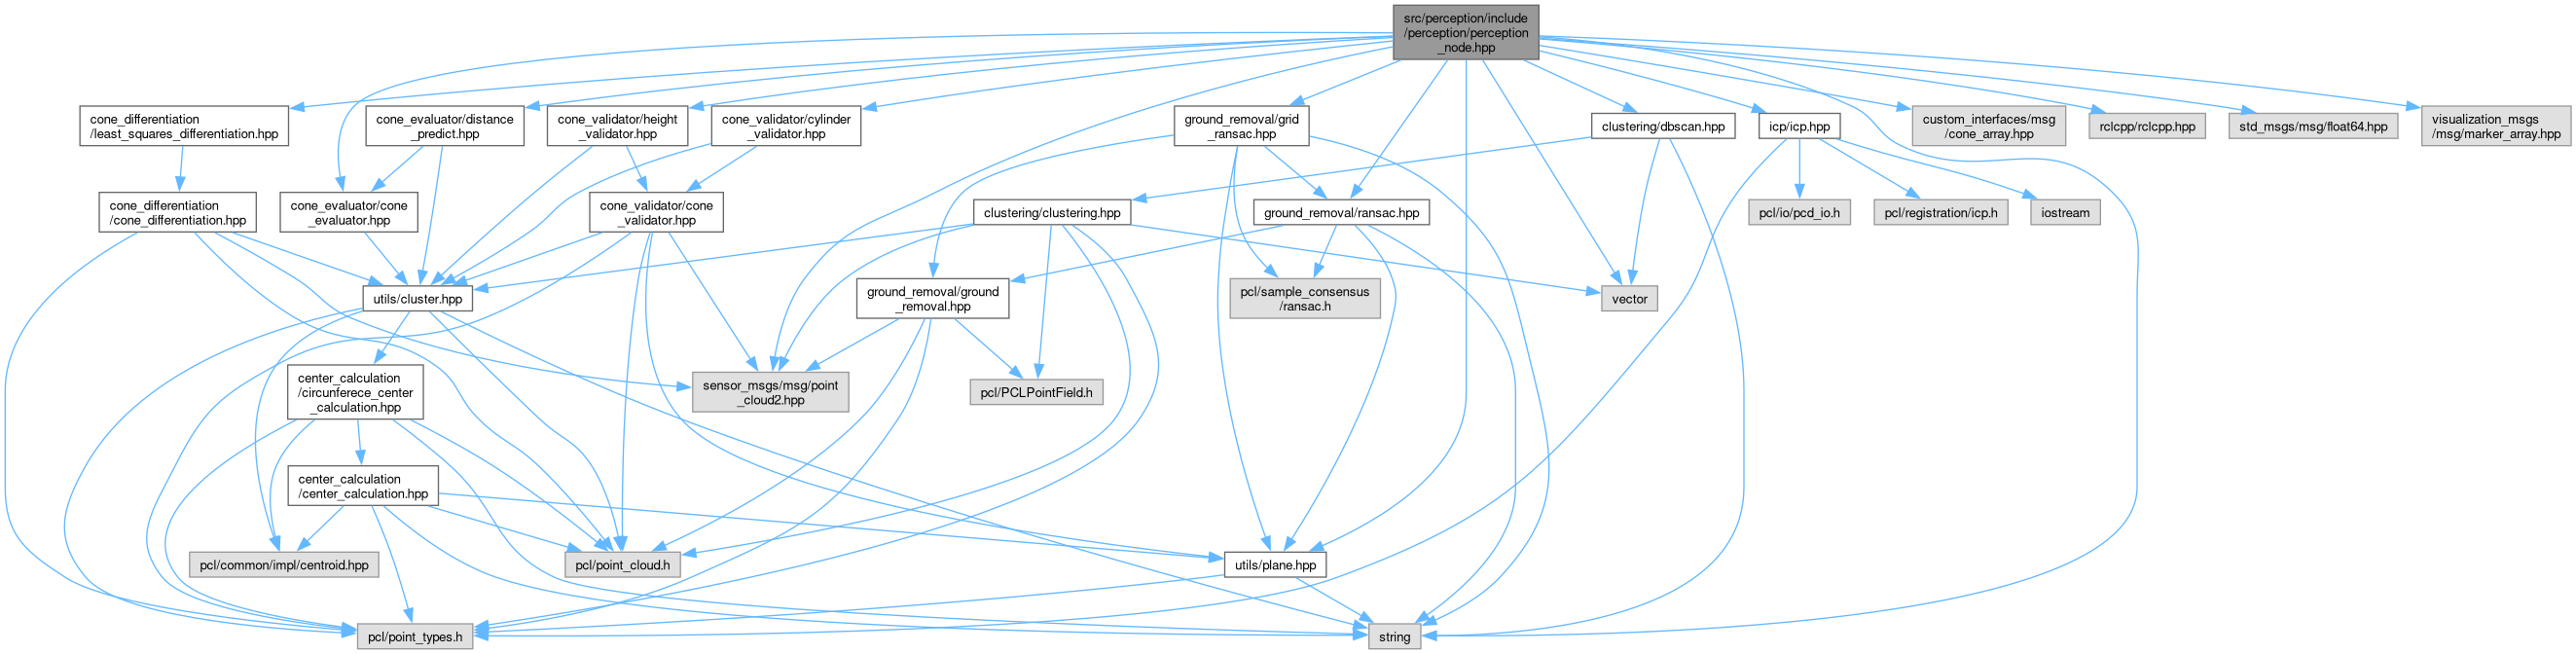 src/perception/include
/perception/perception
_node.hpp
cone_differentiation
/least_squares_differentiation.hpp
cone_evaluator/distance
_predict.hpp
cone_validator/height
_validator.hpp
cone_validator/cylinder
_validator.hpp
ground_removal/grid
_ransac.hpp
clustering/dbscan.hpp
icp/icp.hpp
custom_interfaces/msg
/cone_array.hpp
rclcpp/rclcpp.hpp
std_msgs/msg/float64.hpp
visualization_msgs
/msg/marker_array.hpp
cone_differentiation
/cone_differentiation.hpp
cone_evaluator/cone
_evaluator.hpp
cone_validator/cone
_validator.hpp
clustering/clustering.hpp
ground_removal/ransac.hpp
pcl/io/pcd_io.h
pcl/registration/icp.h
iostream
utils/cluster.hpp
ground_removal/ground
_removal.hpp
pcl/sample_consensus
/ransac.h
vector
center_calculation
/circunferece_center
_calculation.hpp
sensor_msgs/msg/point
_cloud2.hpp
pcl/PCLPointField.h
center_calculation
/center_calculation.hpp
pcl/common/impl/centroid.hpp
pcl/point_cloud.h
utils/plane.hpp
pcl/point_types.h
string